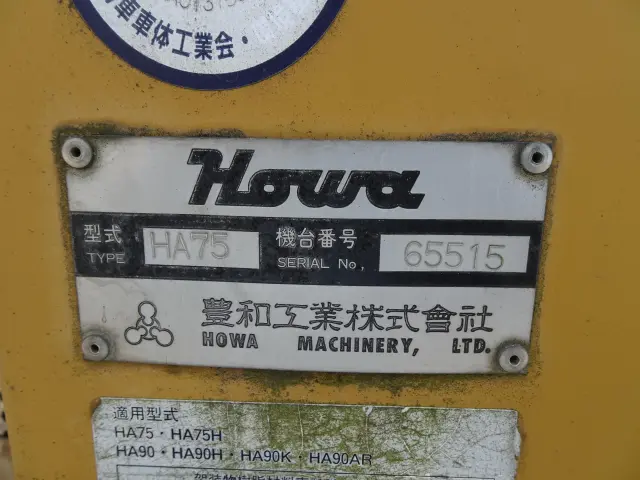 車車体工業会・
Howa
型式 HA75 機台番号 65515
TYPE SERIAL No,
豊和工業株式會社
HOWA MACHINERY, LTD.
適用型式
HA75・HA75H
HA90・HA90H・HA90K・HA90AR